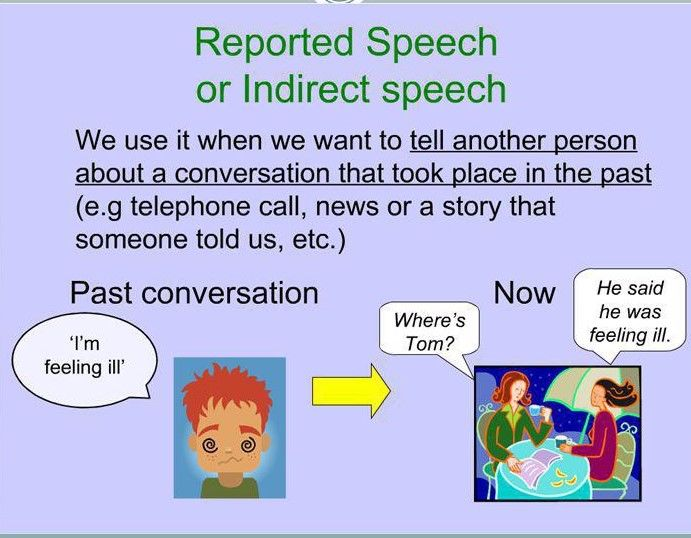 Reported Speech
or Indirect speech
We use it when we want to tell another person
about a conversation that took place in the past
(e.g telephone call, news or a story that
someone told us, etc.)
Past conversation
Now
‘I’m
feeling ill’
Where’s
Tom?
He said
he was
feeling ill.